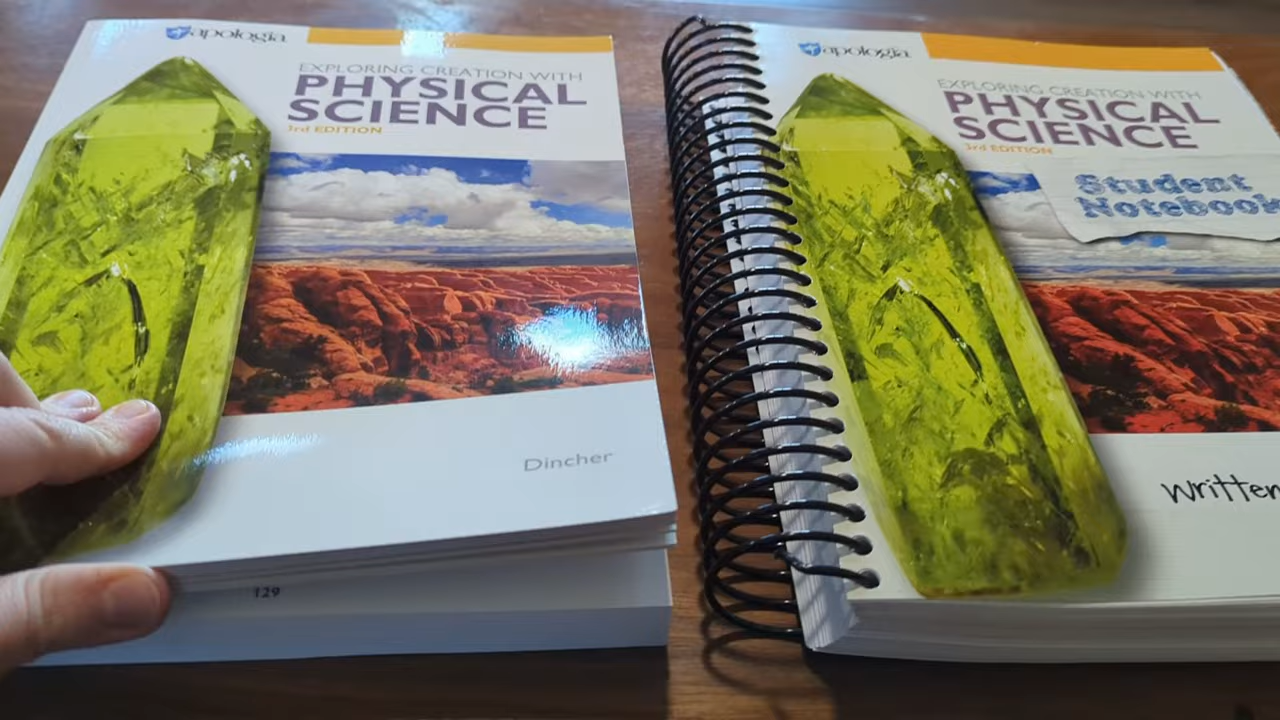 apologia
EXPLORING CREATION WITH
PHYSICAL
SCIENCE
3rd EDITION
Dincher
129
apologia
EXPLORING CREATION WITH
PHYSICAL
SCIENCE
3rd EDITION
Student
Notebook
Written